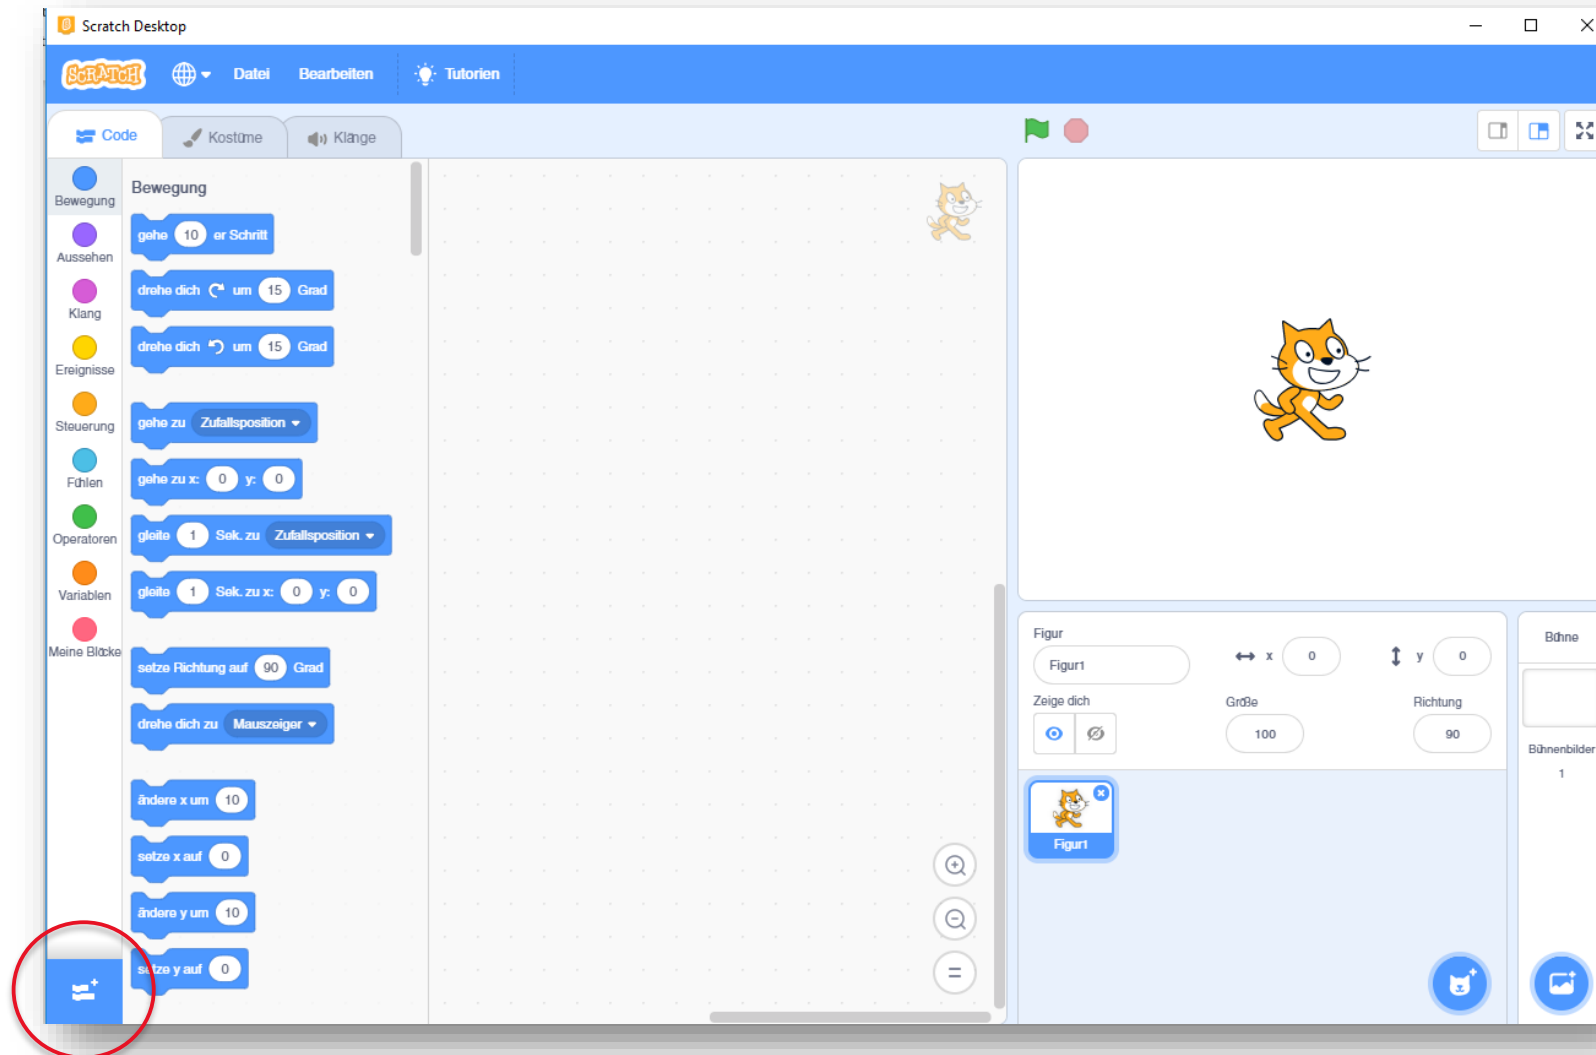 Scratch Desktop
SCRATCH Datei Bearbeiten Tutorien
Code Kostüme Klänge
Bewegung
Aussehen
Klang
Ereignisse
Steuerung
Fühlen
Operatoren
Variablen
Meine Blöcke
Bewegung
gehe 10 er Schritt
drehe dich um 15 Grad
drehe dich um 15 Grad
gehe zu Zufallsposition
gehe zu x: 0 y: 0
gleite 1 Sek. zu Zufallsposition
gleite 1 Sek. zu x: 0 y: 0
setze Richtung auf 90 Grad
drehe dich zu Mauszeiger
ändere x um 10
setze x auf 0
ändere y um 10
setze y auf 0
Figur
Figur1
x 0
y 0
Zeige dich
Größe
100
Richtung
90
Figur1
Bühne
Bühnenbilder
1